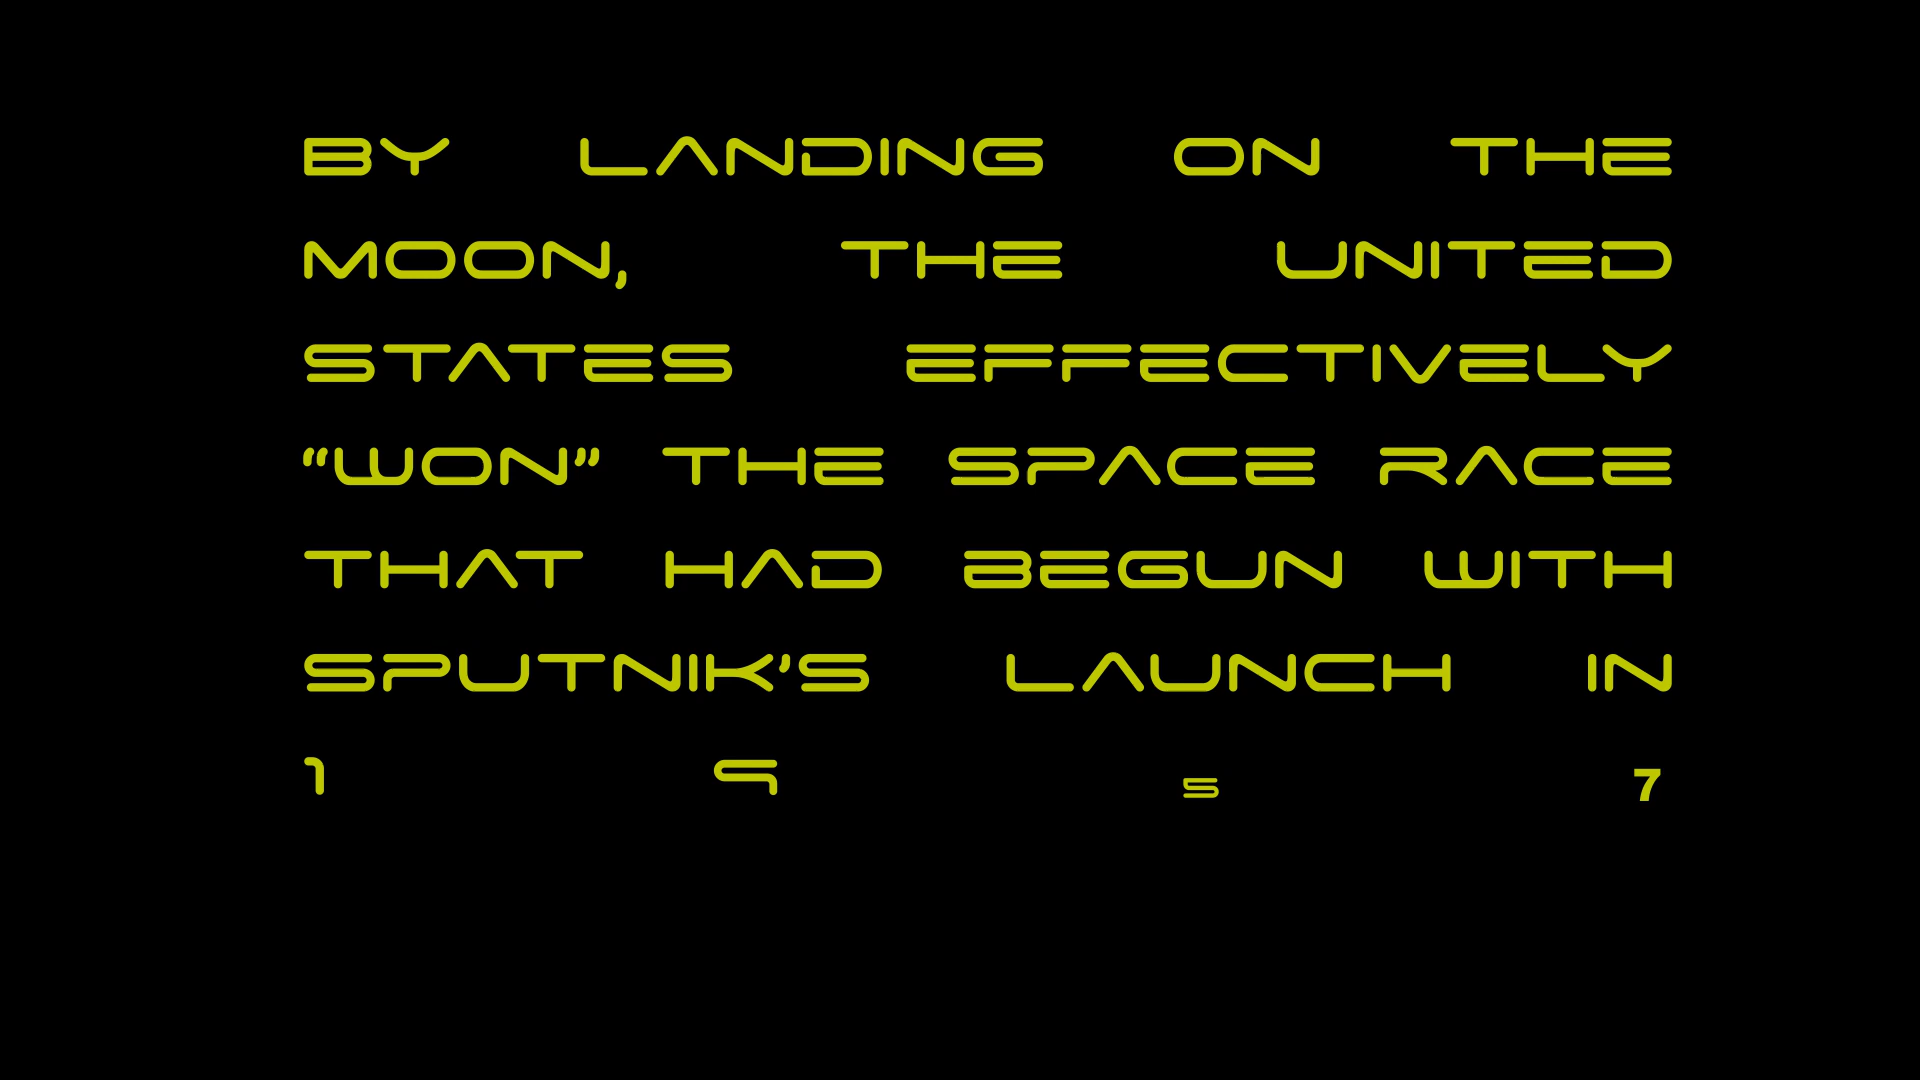 BY LANDING ON THE
MOON, THE UNITED
STATES EFFECTIVELY
“WON” THE SPACE RACE
THAT HAD BEGUN WITH
SPUTNIK’S LAUNCH IN
1 9 5 7